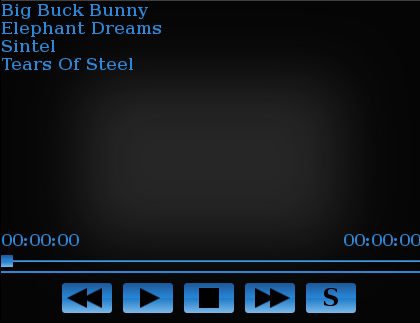 Big Buck Bunny
Elephant Dreams
Sintel
Tears Of Steel
00:00:00 00:00:00
S